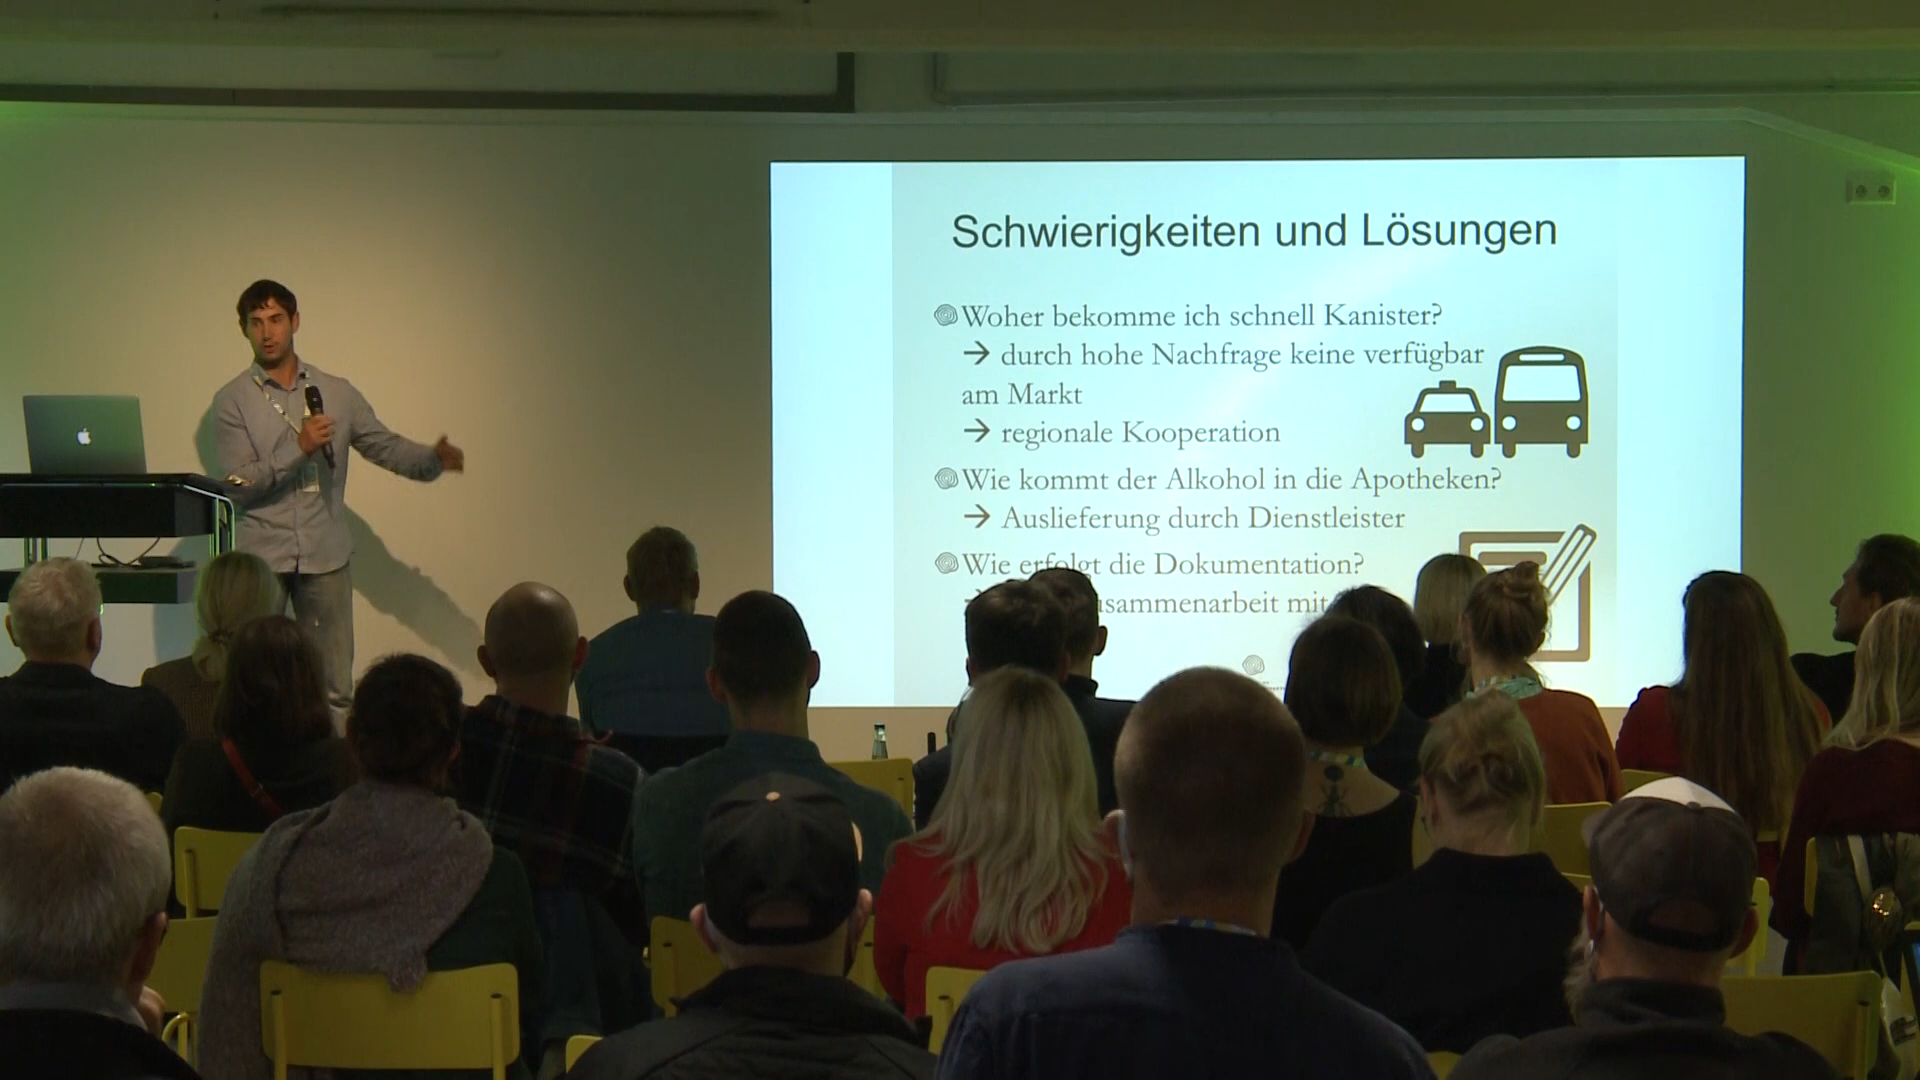 Schwierigkeiten und Lösungen
Woher bekomme ich schnell Kanister?
→ durch hohe Nachfrage keine verfügbar
am Markt
→ regionale Kooperation
Wie kommt der Alkohol in die Apotheken?
→ Auslieferung durch Dienstleister
Wie erfolgt die Dokumentation?
mit